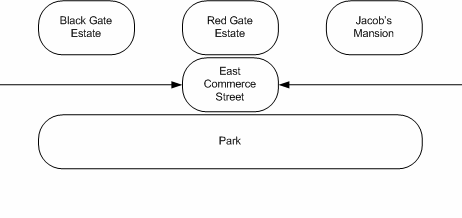 Black Gate
Estate
Red Gate
Estate
Jacob's
Mansion
East
Commerce
Street
Park